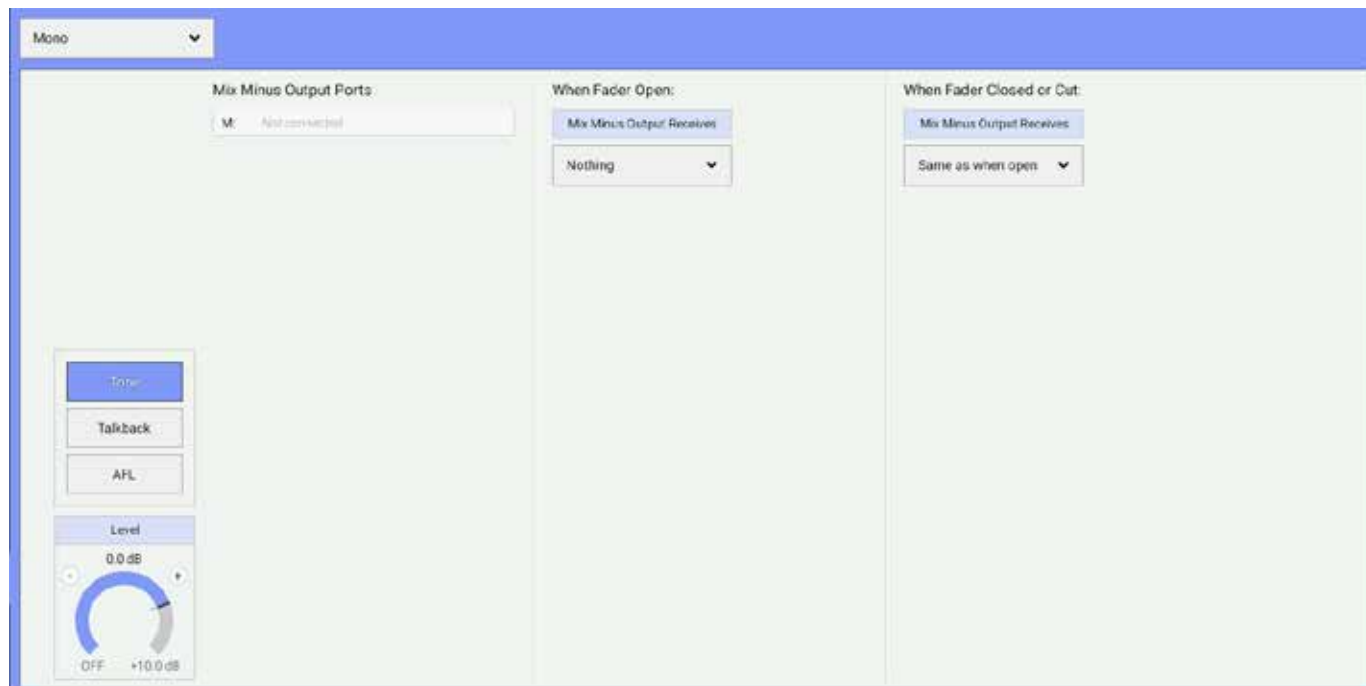 Mono
Mix Minus Output Ports
When Fader Open:
When Fader Closed or Cut:
M: Not connected
Mix Minus Output Receives
Mix Minus Output Receives
Nothing
Same as when open
Tone
Talkback
AFL
Level
0.0 dB
- +
OFF +10.0 dB